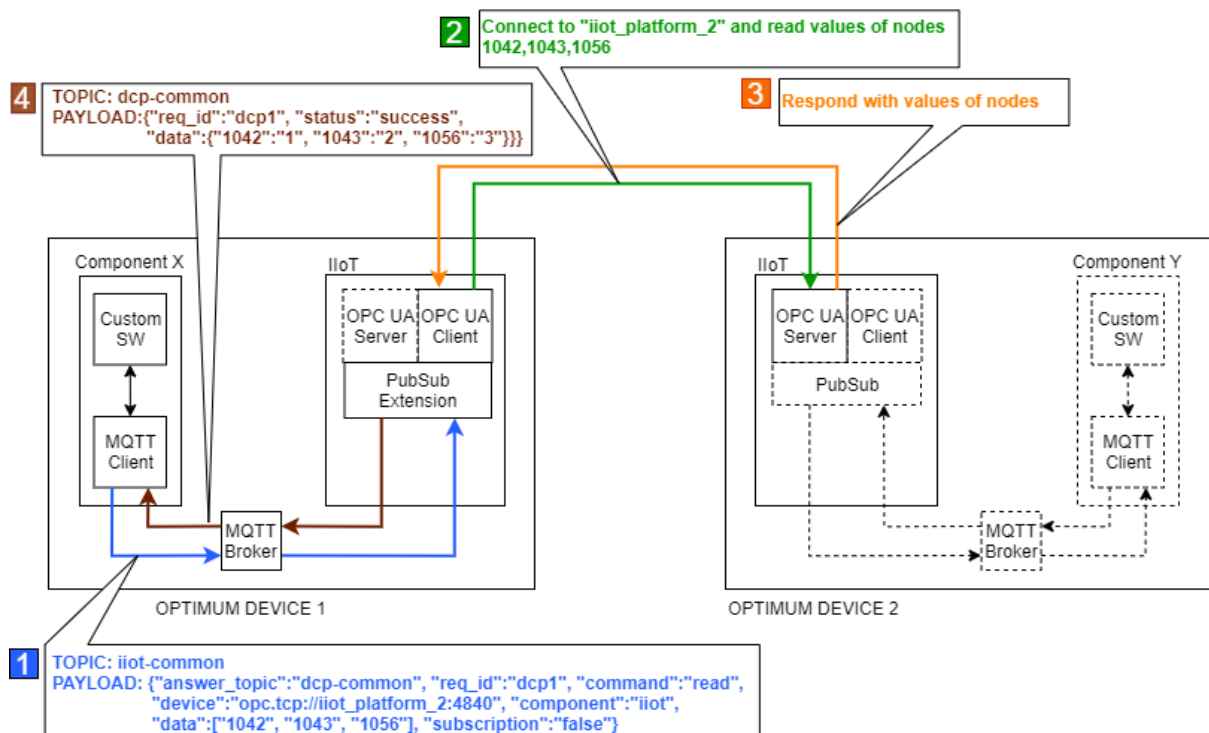 2
Connect to "iiot_platform_2" and read values of nodes
1042,1043,1056
4
TOPIC: dcp-common
PAYLOAD:{"req_id":"dcp1", "status":"success",
"data":{"1042":"1", "1043":"2", "1056":"3"}}}
3
Respond with values of nodes
Component X
Custom
SW
MQTT
Client
IIoT
OPC UA
Server
OPC UA
Client
PubSub
Extension
MQTT
Broker
OPTIMUM DEVICE 1
IIoT
OPC UA
Server
OPC UA
Client
PubSub
Component Y
Custom
SW
MQTT
Client
MQTT
Broker
OPTIMUM DEVICE 2
1
TOPIC: iiot-common
PAYLOAD: {"answer_topic":"dcp-common", "req_id":"dcp1", "command":"read",
"device":"opc.tcp://iiot_platform_2:4840", "component":"iiot",
"data":["1042", "1043", "1056"], "subscription":"false"}